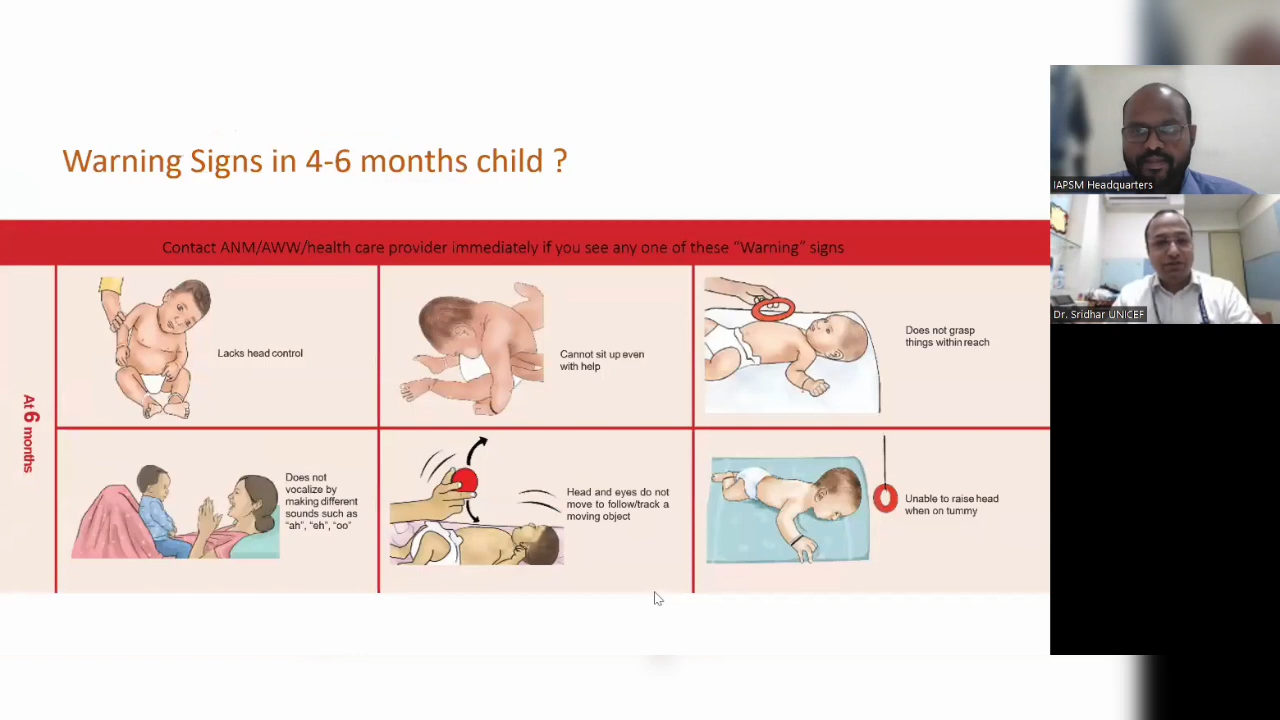 Warning Signs in 4-6 months child ?
Contact ANM/AWW/health care provider immediately if you see any one of these “Warning” signs
At 6 months
Lacks head control
Cannot sit up even
with help
Does not grasp
things within reach
Does not
vocalize by
making different
sounds such as
“ah”, “eh”, “oo”
Head and eyes do not
move to follow/track a
moving object
Unable to raise head
when on tummy
IAPSM Headquarters
Dr. Sridhar UNICEF